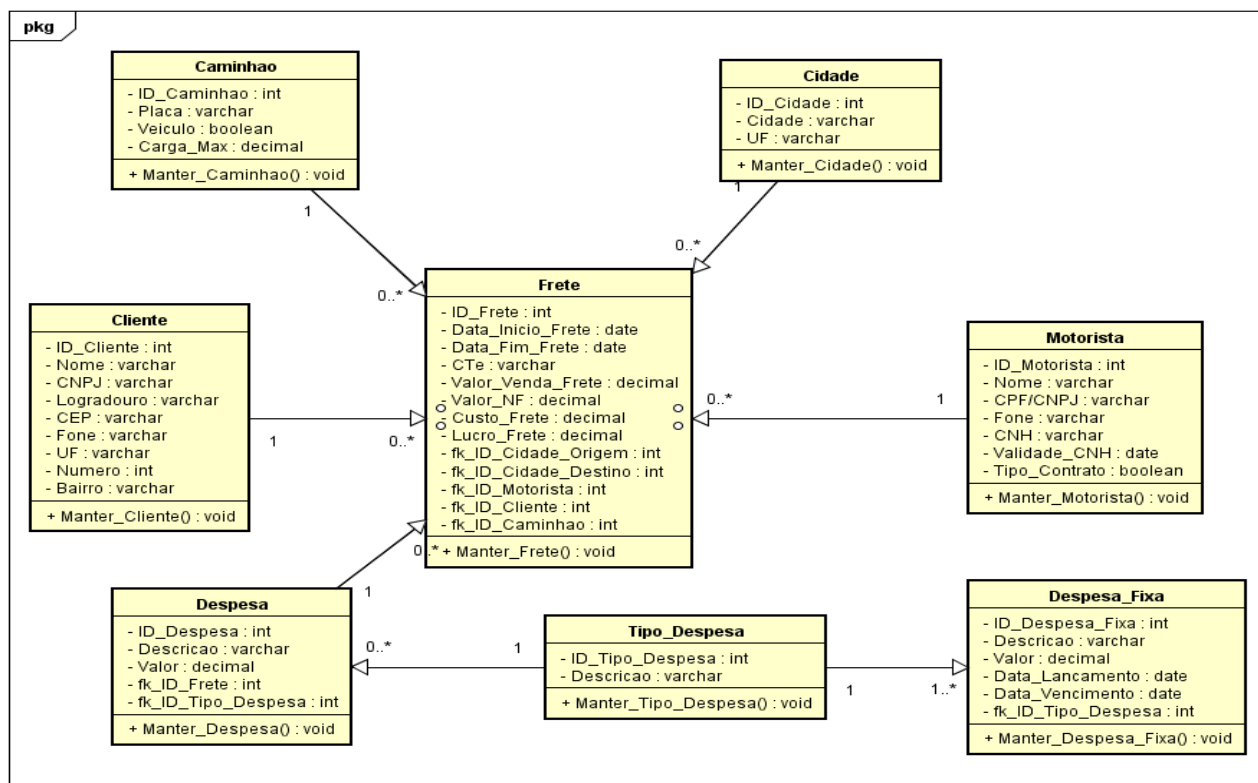 pkg
Caminhao
- ID_Caminhao : int
- Placa : varchar
- Veiculo : boolean
- Carga_Max : decimal
+ Manter_Caminhao() : void
1
0..*
Cidade
- ID_Cidade : int
- Cidade : varchar
- UF : varchar
+ Manter_Cidade() : void
1
0..*
Cliente
- ID_Cliente : int
- Nome : varchar
- CNPJ : varchar
- Logradouro : varchar
- CEP : varchar
- Fone : varchar
- UF : varchar
- Numero : int
- Bairro : varchar
+ Manter_Cliente() : void
1
0..*
Frete
- ID_Frete : int
- Data_Inicio_Frete : date
- Data_Fim_Frete : date
- CTe : varchar
- Valor_Venda_Frete : decimal
- Valor_NF : decimal
- Custo_Frete : decimal
- Lucro_Frete : decimal
- fk_ID_Cidade_Origem : int
- fk_ID_Cidade_Destino : int
- fk_ID_Motorista : int
- fk_ID_Cliente : int
- fk_ID_Caminhao : int
+ Manter_Frete() : void
0..*
1
Motorista
- ID_Motorista : int
- Nome : varchar
- CPF/CNPJ : varchar
- Fone : varchar
- CNH : varchar
- Validade_CNH : date
- Tipo_Contrato : boolean
+ Manter_Motorista() : void
0..*
1
Despesa
- ID_Despesa : int
- Descricao : varchar
- Valor : decimal
- fk_ID_Frete : int
- fk_ID_Tipo_Despesa : int
+ Manter_Despesa() : void
0..*
1
Tipo_Despesa
- ID_Tipo_Despesa : int
- Descricao : varchar
+ Manter_Tipo_Despesa() : void
1
1..*
Despesa_Fixa
- ID_Despesa_Fixa : int
- Descricao : varchar
- Valor : decimal
- Data_Lancamento : date
- Data_Vencimento : date
- fk_ID_Tipo_Despesa : int
+ Manter_Despesa_Fixa() : void